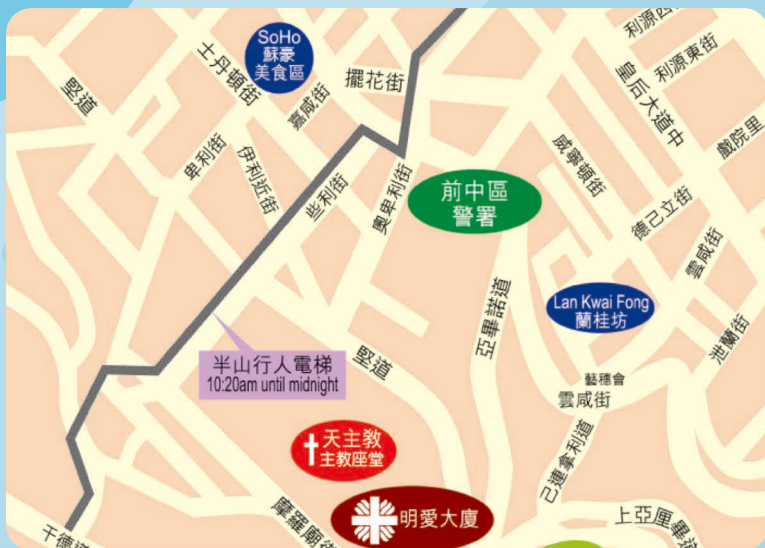 SoHo
蘇豪
美食區
利源西街
利源東街
堅道
士丹頓街
嘉咸街
擺花街
皇后大道中
戲院里
卑利街
伊利近街
些利街
奧卑利街
威靈頓街
前中區
警署
德己立街
雲咸街
亞畢諾道
Lan Kwai Fong
蘭桂坊
泄蘭街
半山行人電梯
10:20am until midnight
堅道
藝穗會
雲咸街
天主教
主教座堂
己連拿利道
摩羅廟街
明愛大廈
上亞厘畢道
干德道